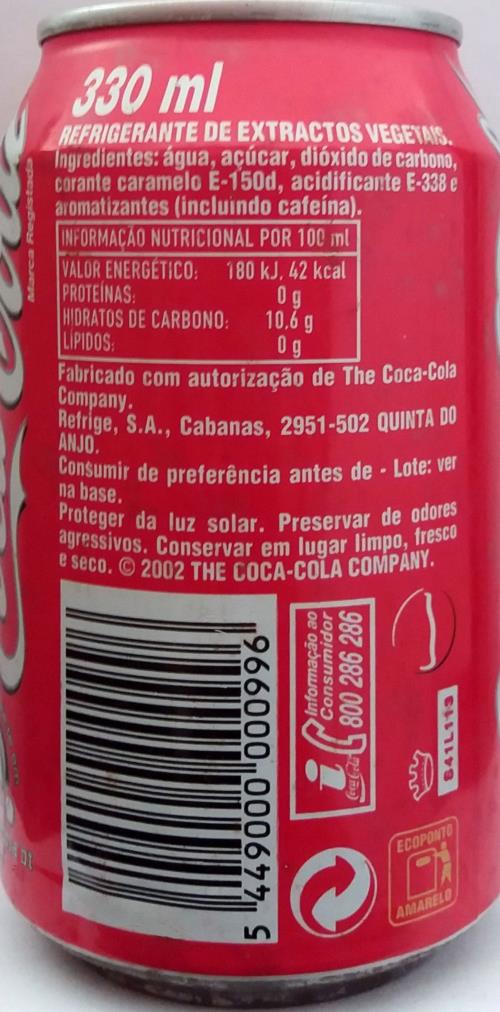 330 ml
REFRIGERANTE DE EXTRACTOS VEGETAIS.
Ingredientes: água, açúcar, dióxido de carbono,
corante caramelo E-150d, acidificante E-338 e
aromatizantes (incluindo cafeína).
INFORMAÇÃO NUTRICIONAL POR 100 ml
VALOR ENERGÉTICO: 180 kJ, 42 kcal
PROTEÍNAS: 0 g
HIDRATOS DE CARBONO: 10,6 g
LÍPIDOS: 0 g
Fabricado com autorização de The Coca-Cola
Company.
Refrige, S.A., Cabanas, 2951-502 QUINTA DO
ANJO.
Consumir de preferência antes de - Lote: ver
na base.
Proteger da luz solar. Preservar de odores
agressivos. Conservar em lugar limpo, fresco
e seco. © 2002 THE COCA-COLA COMPANY.
Marca Registada
5 449000 000996
Informação ao
Consumidor
800 286 286
Coca-Cola
S41L113
ECOPONTO
AMARELO